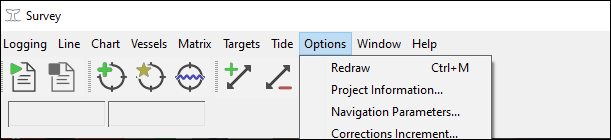 Survey
Logging Line Chart Vessels Matrix Targets Tide Options Window Help
Redraw Ctrl+M
Project Information...
Navigation Parameters...
Corrections Increment...